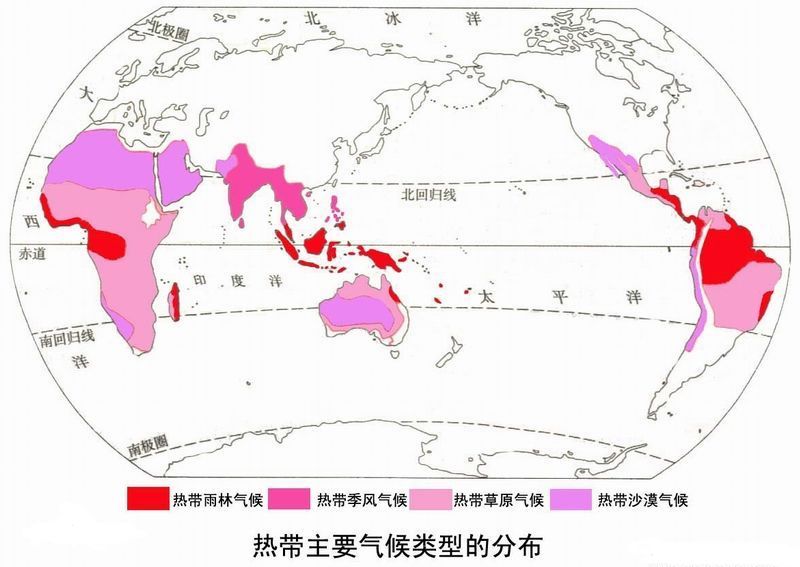 北冰洋
北极圈
大
北回归线
西
赤道
印度洋
太平洋
南回归线
洋
南极圈
热带雨林气候 热带季风气候 热带草原气候 热带沙漠气候
热带主要气候类型的分布